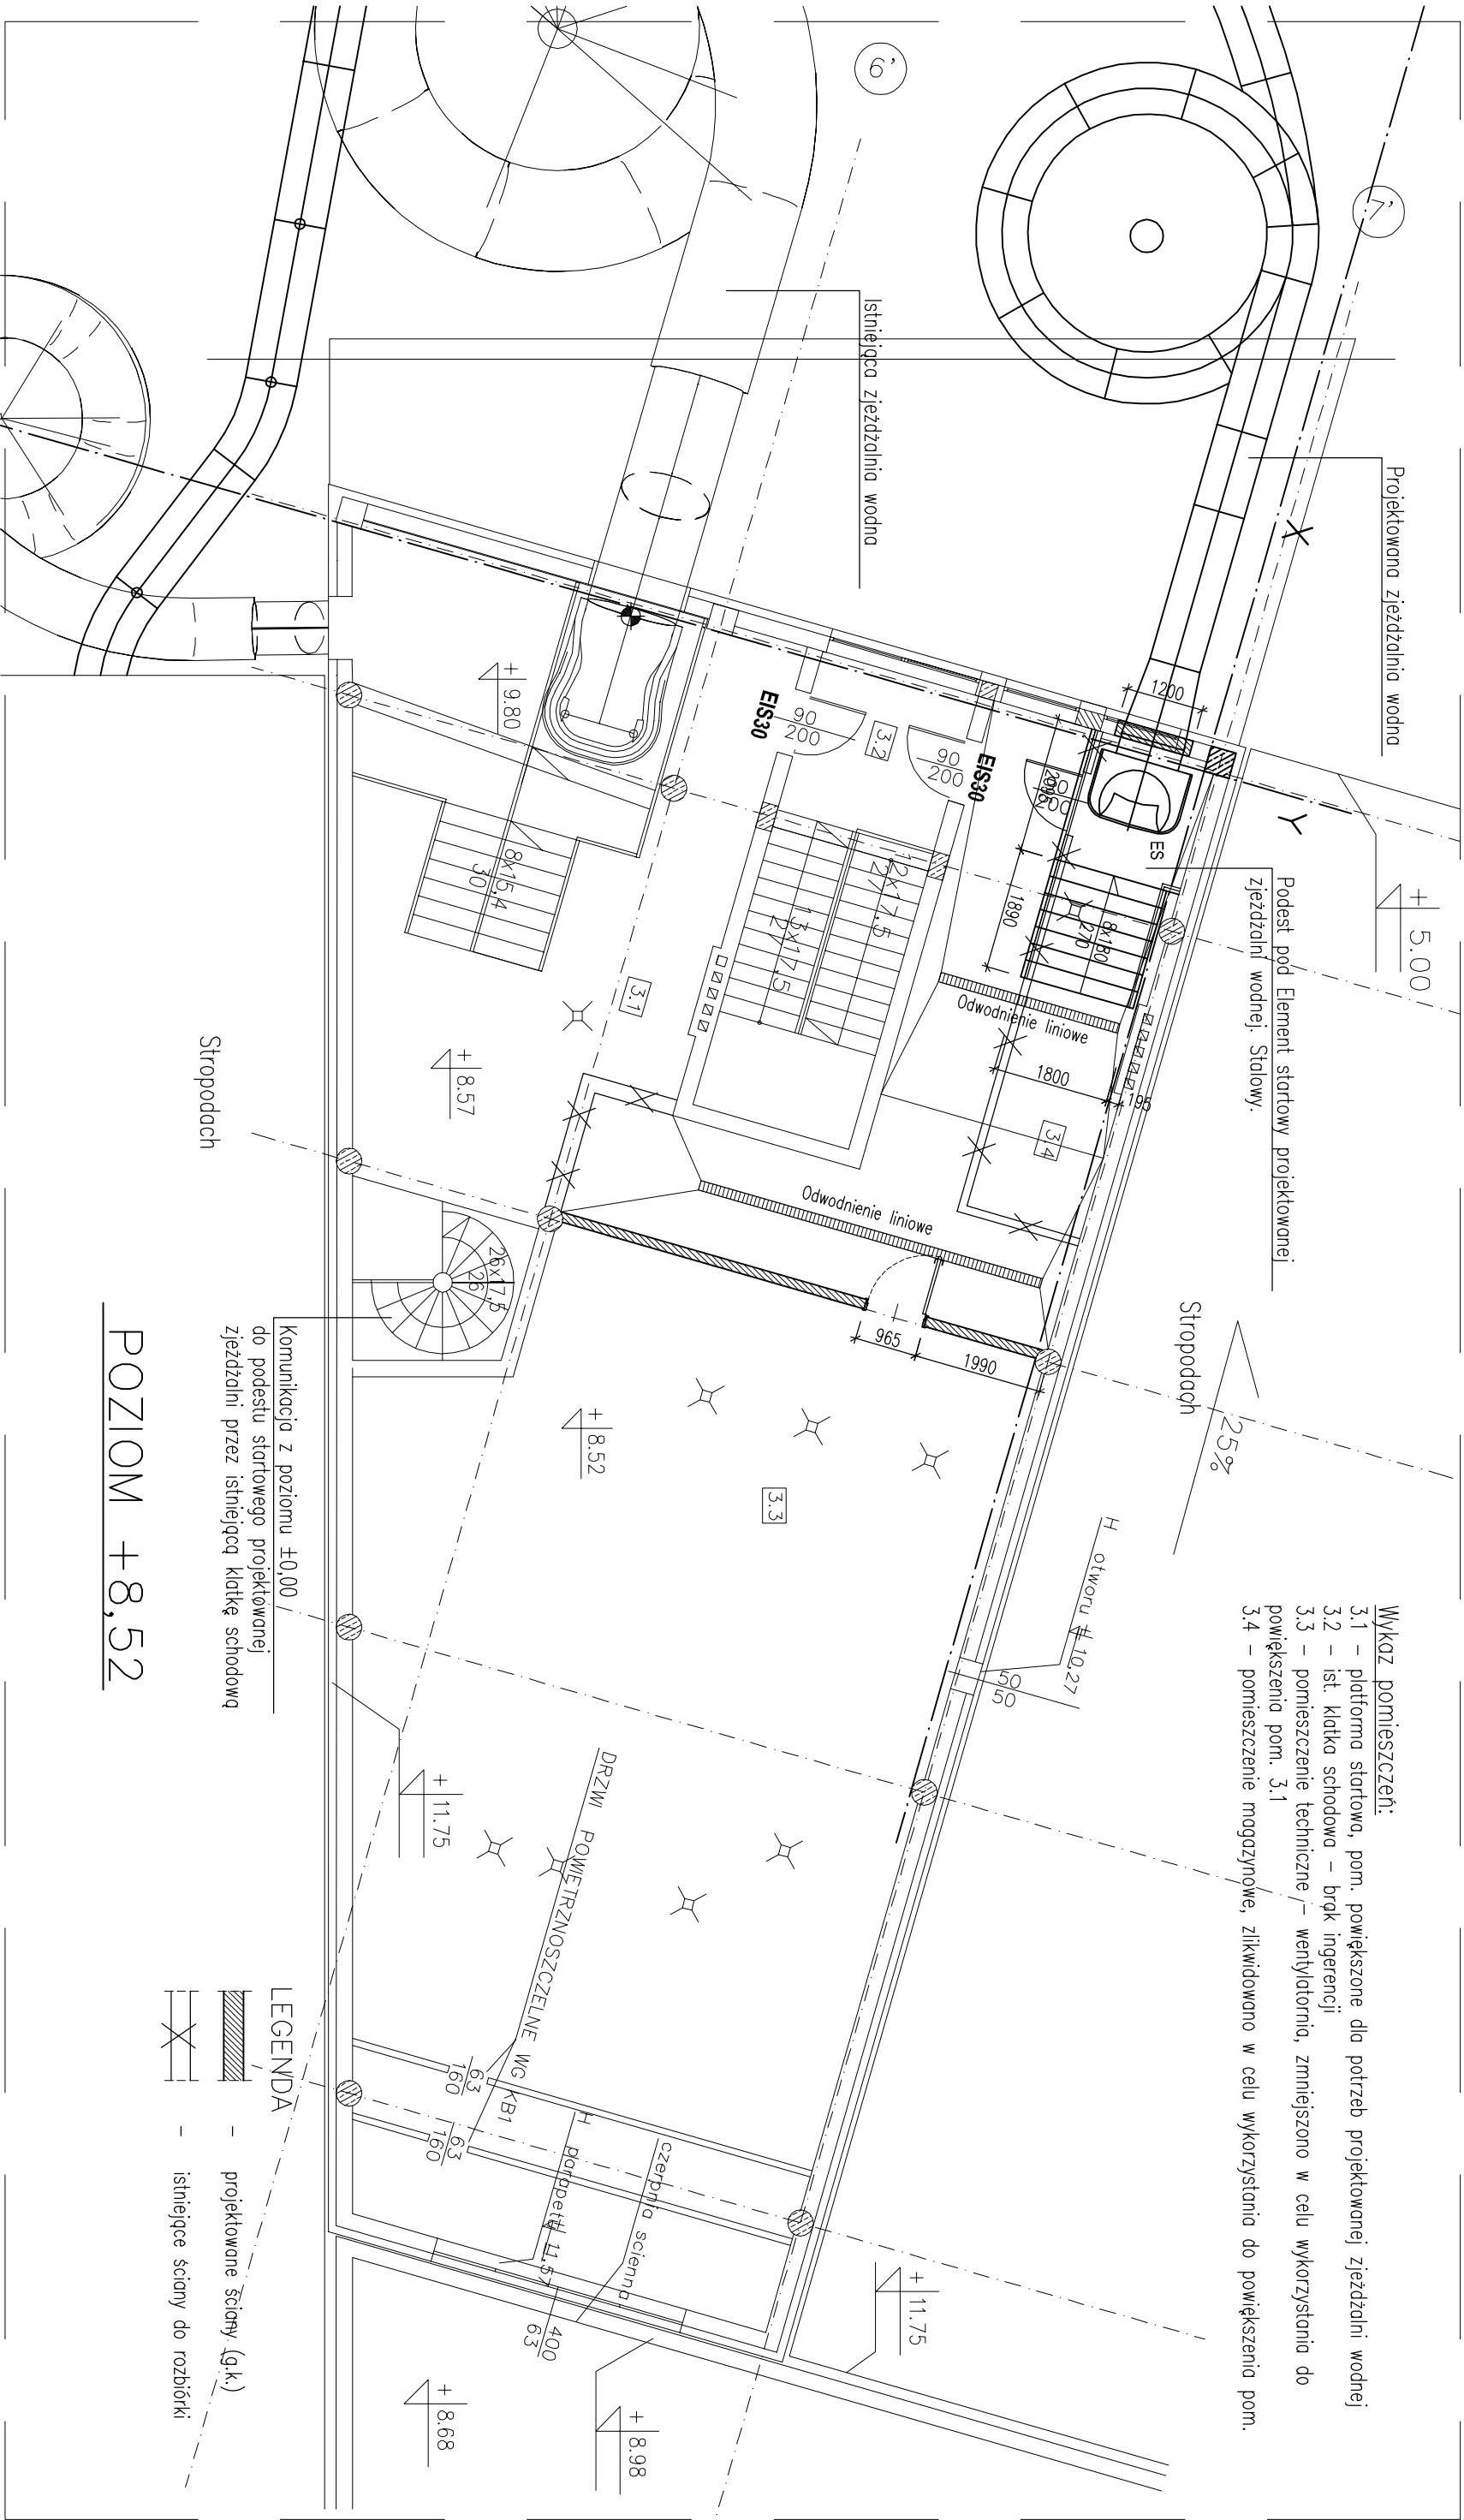 Wykaz pomieszczeń:
3.1 – platforma startowa, pom. powiększone dla potrzeb projektowanej zjeżdżalni wodnej
3.2 – ist. klatka schodowa – brak ingerencji
3.3 – pomieszczenie techniczne – wentylatornia, zmniejszono w celu wykorzystania do
powiększenia pom. 3.1
3.4 – pomieszczenie magazynowe, zlikwidowano w celu wykorzystania do powiększenia pom.
7'
6'
Projektowana zjeżdżalnia wodna
X
Y
+ 5.00
Podest pod Element startowy projektowanej
zjeżdżalni wodnej. Stalowy.
ES
1200
Stropodach
25%
Istniejąca zjeżdżalnia wodna
EIS30
90
200
3.2
90
200
EIS30
1890
8x180
270
Odwodnienie liniowe
1800
195
3.4
12x17,5
27
13x17,5
27
Odwodnienie liniowe
965
1990
H otworu 10,27
50
50
+ 9.80
8x15,4
30
3.1
+ 8.57
Stropodach
26x17,5
26
+ 8.52
3.3
Komunikacja z poziomu ±0,00
do podestu startowego projektowanej
zjeżdżalni przez istniejącą klatkę schodową
+ 11.75
DRZWI POWIETRZNOSZCZELNE WG KB1
63
160
63
160
H parapetu 11,57
czerpnia scienna
400
63
+ 11.75
+ 8.98
+ 8.68
POZIOM +8,52
LEGENDA
– projektowane ściany (g.k.)
– istniejące ściany do rozbiórki